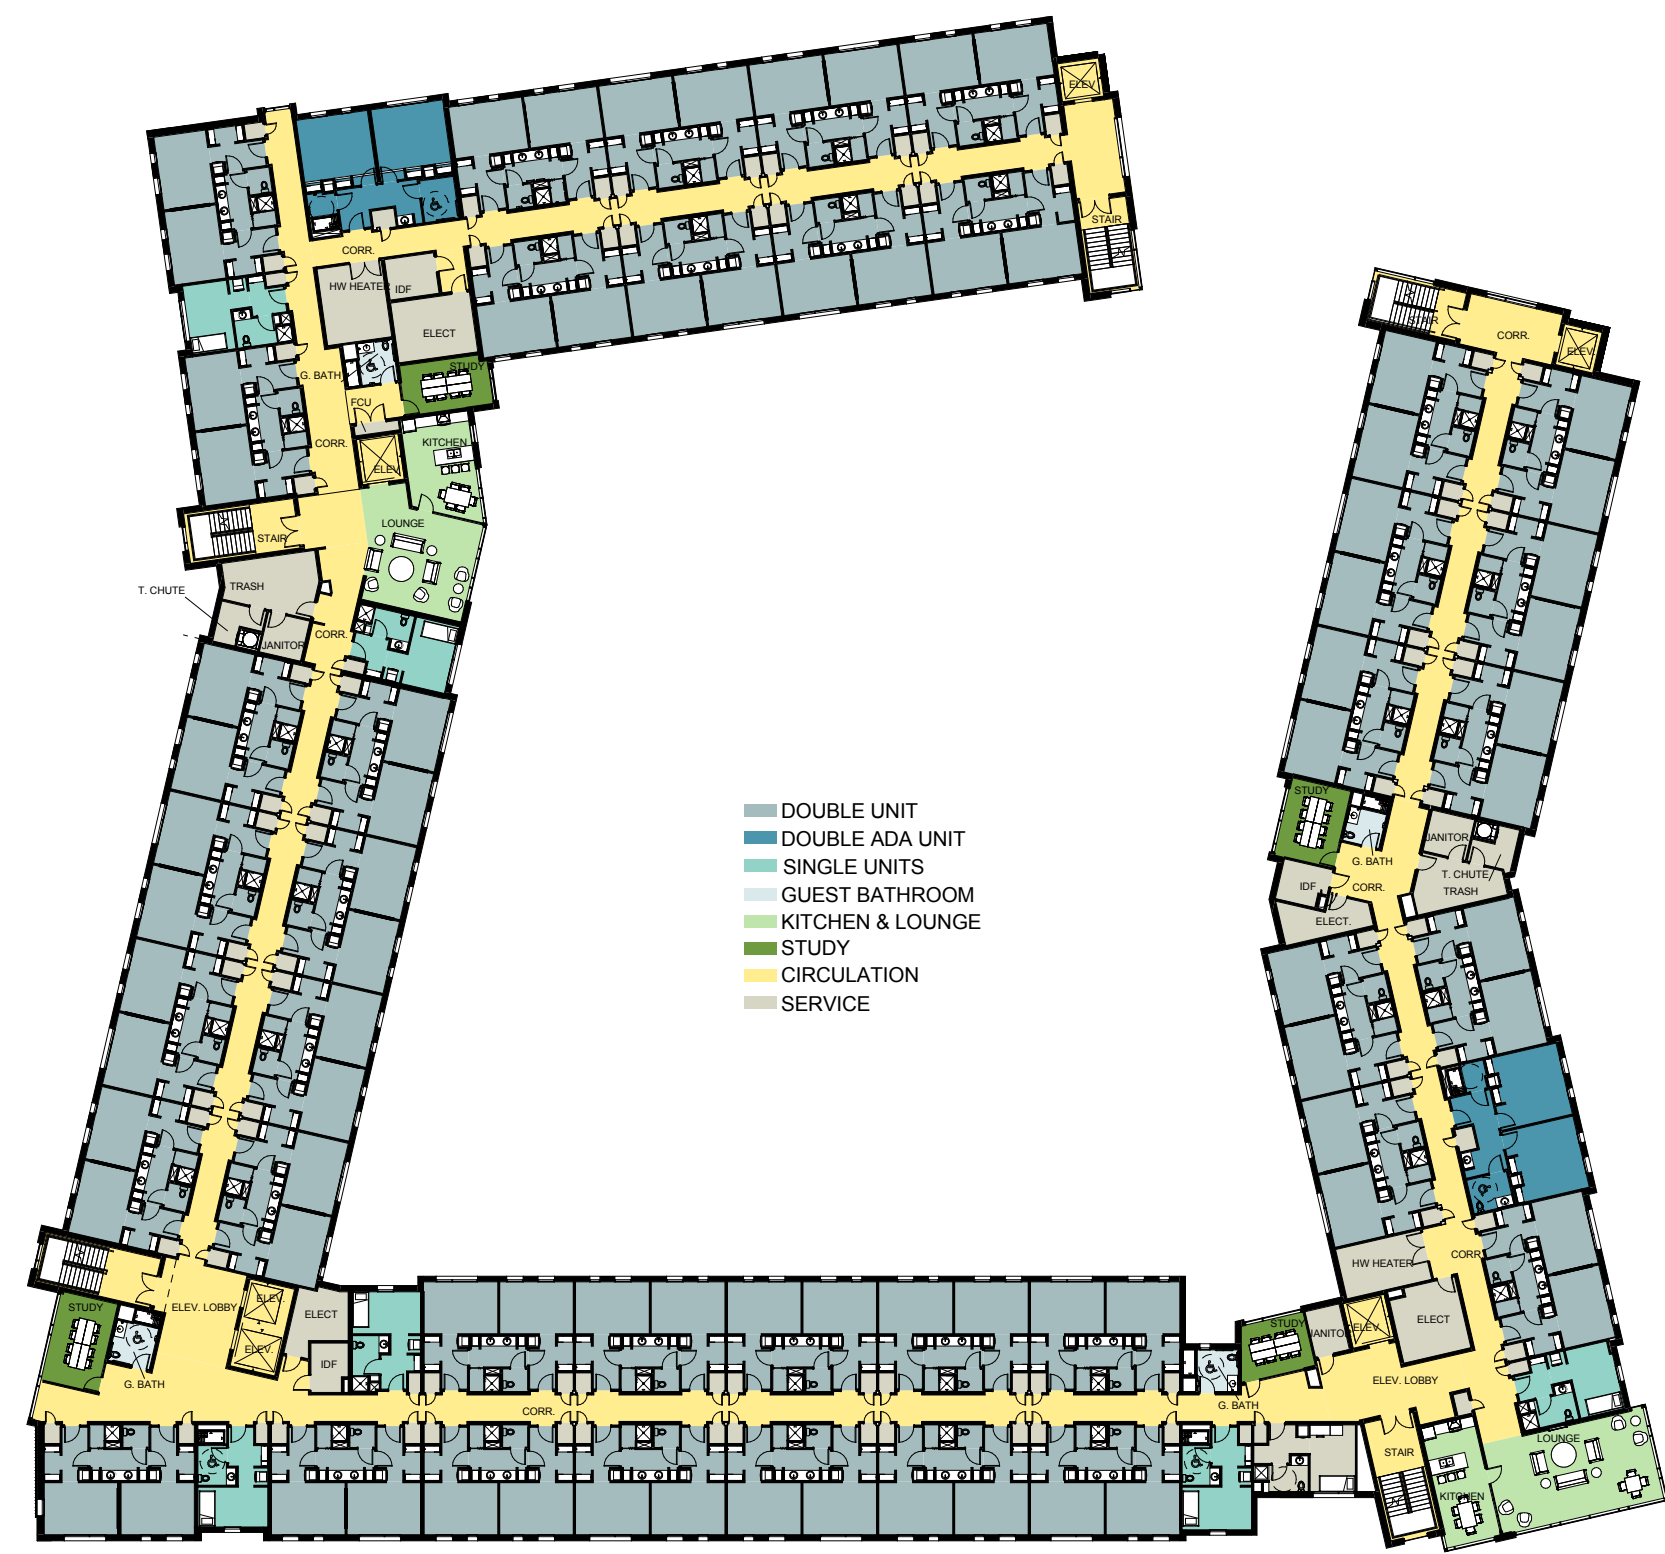 ELEV
STAIR
CORR.
HW HEATER
IDF
ELECT
STUDY
G. BATH
FCU
CORR.
KITCHEN
ELEV.
LOUNGE
STAIR
TRASH
T. CHUTE
CORR.
JANITOR
STAIR
CORR.
ELEV.
STUDY
JANITOR
G. BATH
T. CHUTE
IDF
CORR.
TRASH
ELECT.
DOUBLE UNIT
DOUBLE ADA UNIT
SINGLE UNITS
GUEST BATHROOM
KITCHEN & LOUNGE
STUDY
CIRCULATION
SERVICE
CORR.
HW HEATER
ELEV.
STUDY
ELEV. LOBBY
ELECT
ELEV.
IDF
G. BATH
CORR.
STUDY
JANITOR
ELEV.
ELECT
ELEV. LOBBY
G. BATH
STAIR
LOUNGE
KITCHEN